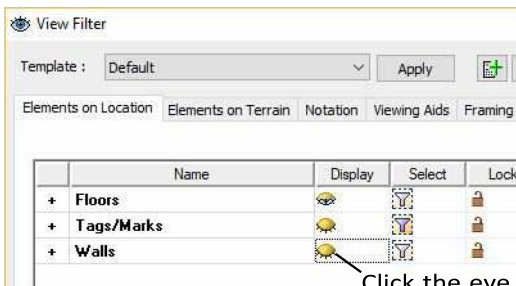 View Filter
Template : Default Apply
Elements on Location Elements on Terrain Notation Viewing Aids Framing
Name Display Select Lock
+ Floors
+ Tags/Marks
+ Walls
Click the eye